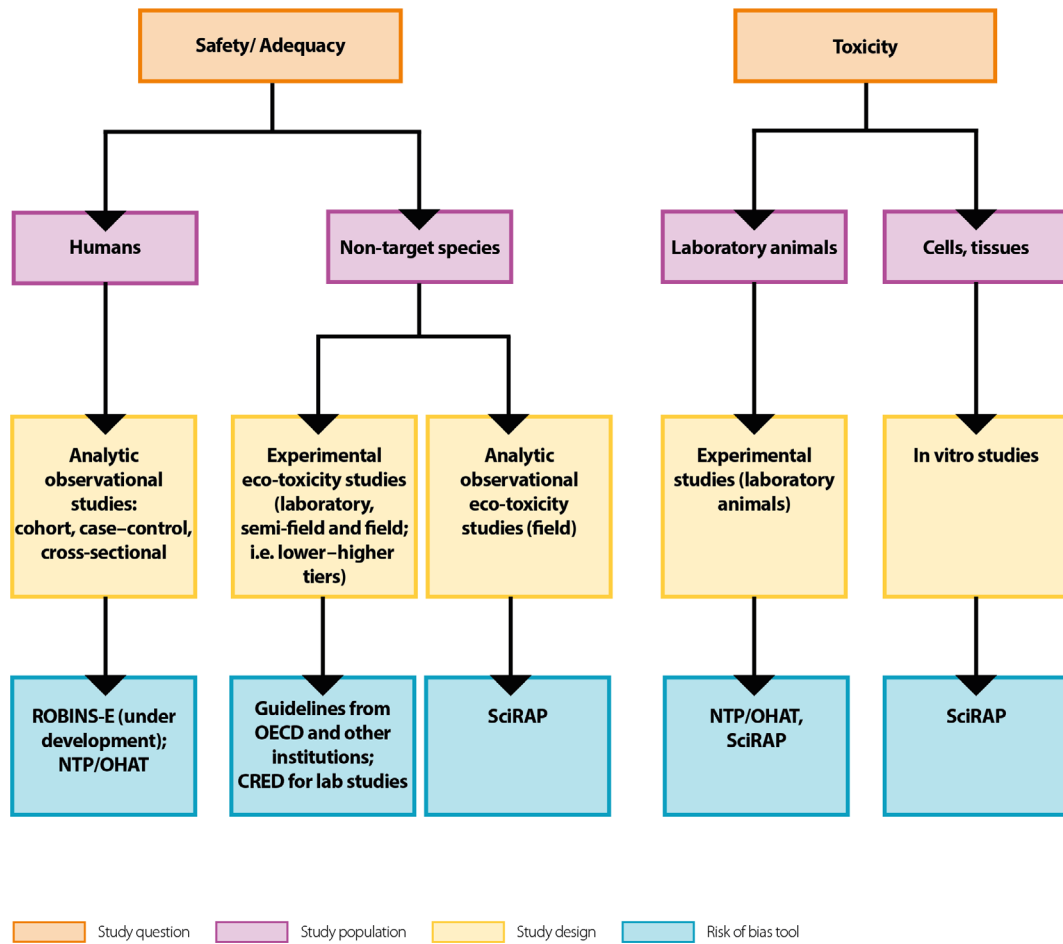 Safety/ Adequacy
Toxicity
Humans
Non-target species
Laboratory animals
Cells, tissues
Analytic
observational
studies:
cohort, case–control,
cross-sectional
Experimental
eco-toxicity studies
(laboratory,
semi-field and field;
i.e. lower–higher
tiers)
Analytic
observational
eco-toxicity
studies (field)
Experimental
studies (laboratory
animals)
In vitro studies
ROBINS-E (under
development);
NTP/OHAT
Guidelines from
OECD and other
institutions;
CRED for lab studies
SciRAP
NTP/OHAT,
SciRAP
SciRAP
Study question
Study population
Study design
Risk of bias tool